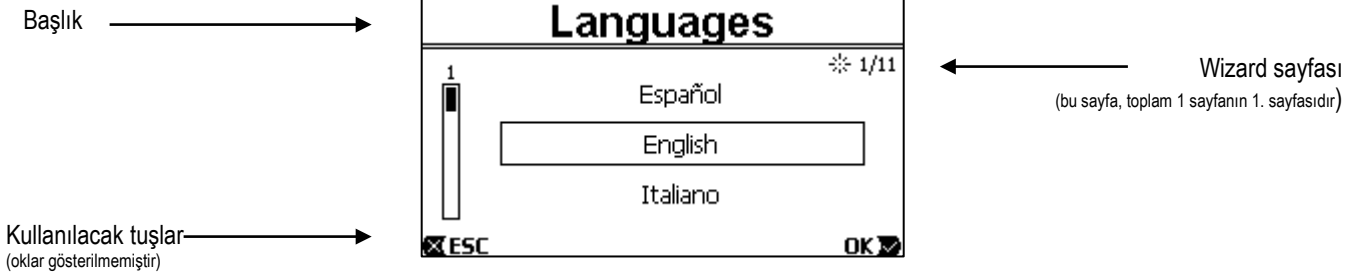 Başlık
Languages
1
1/11
Español
English
Italiano
ESC
OK
Wizard sayfası
(bu sayfa, toplam 1 sayfanın 1. sayfasıdır)
Kullanılacak tuşlar
(oklar gösterilmemiştir)